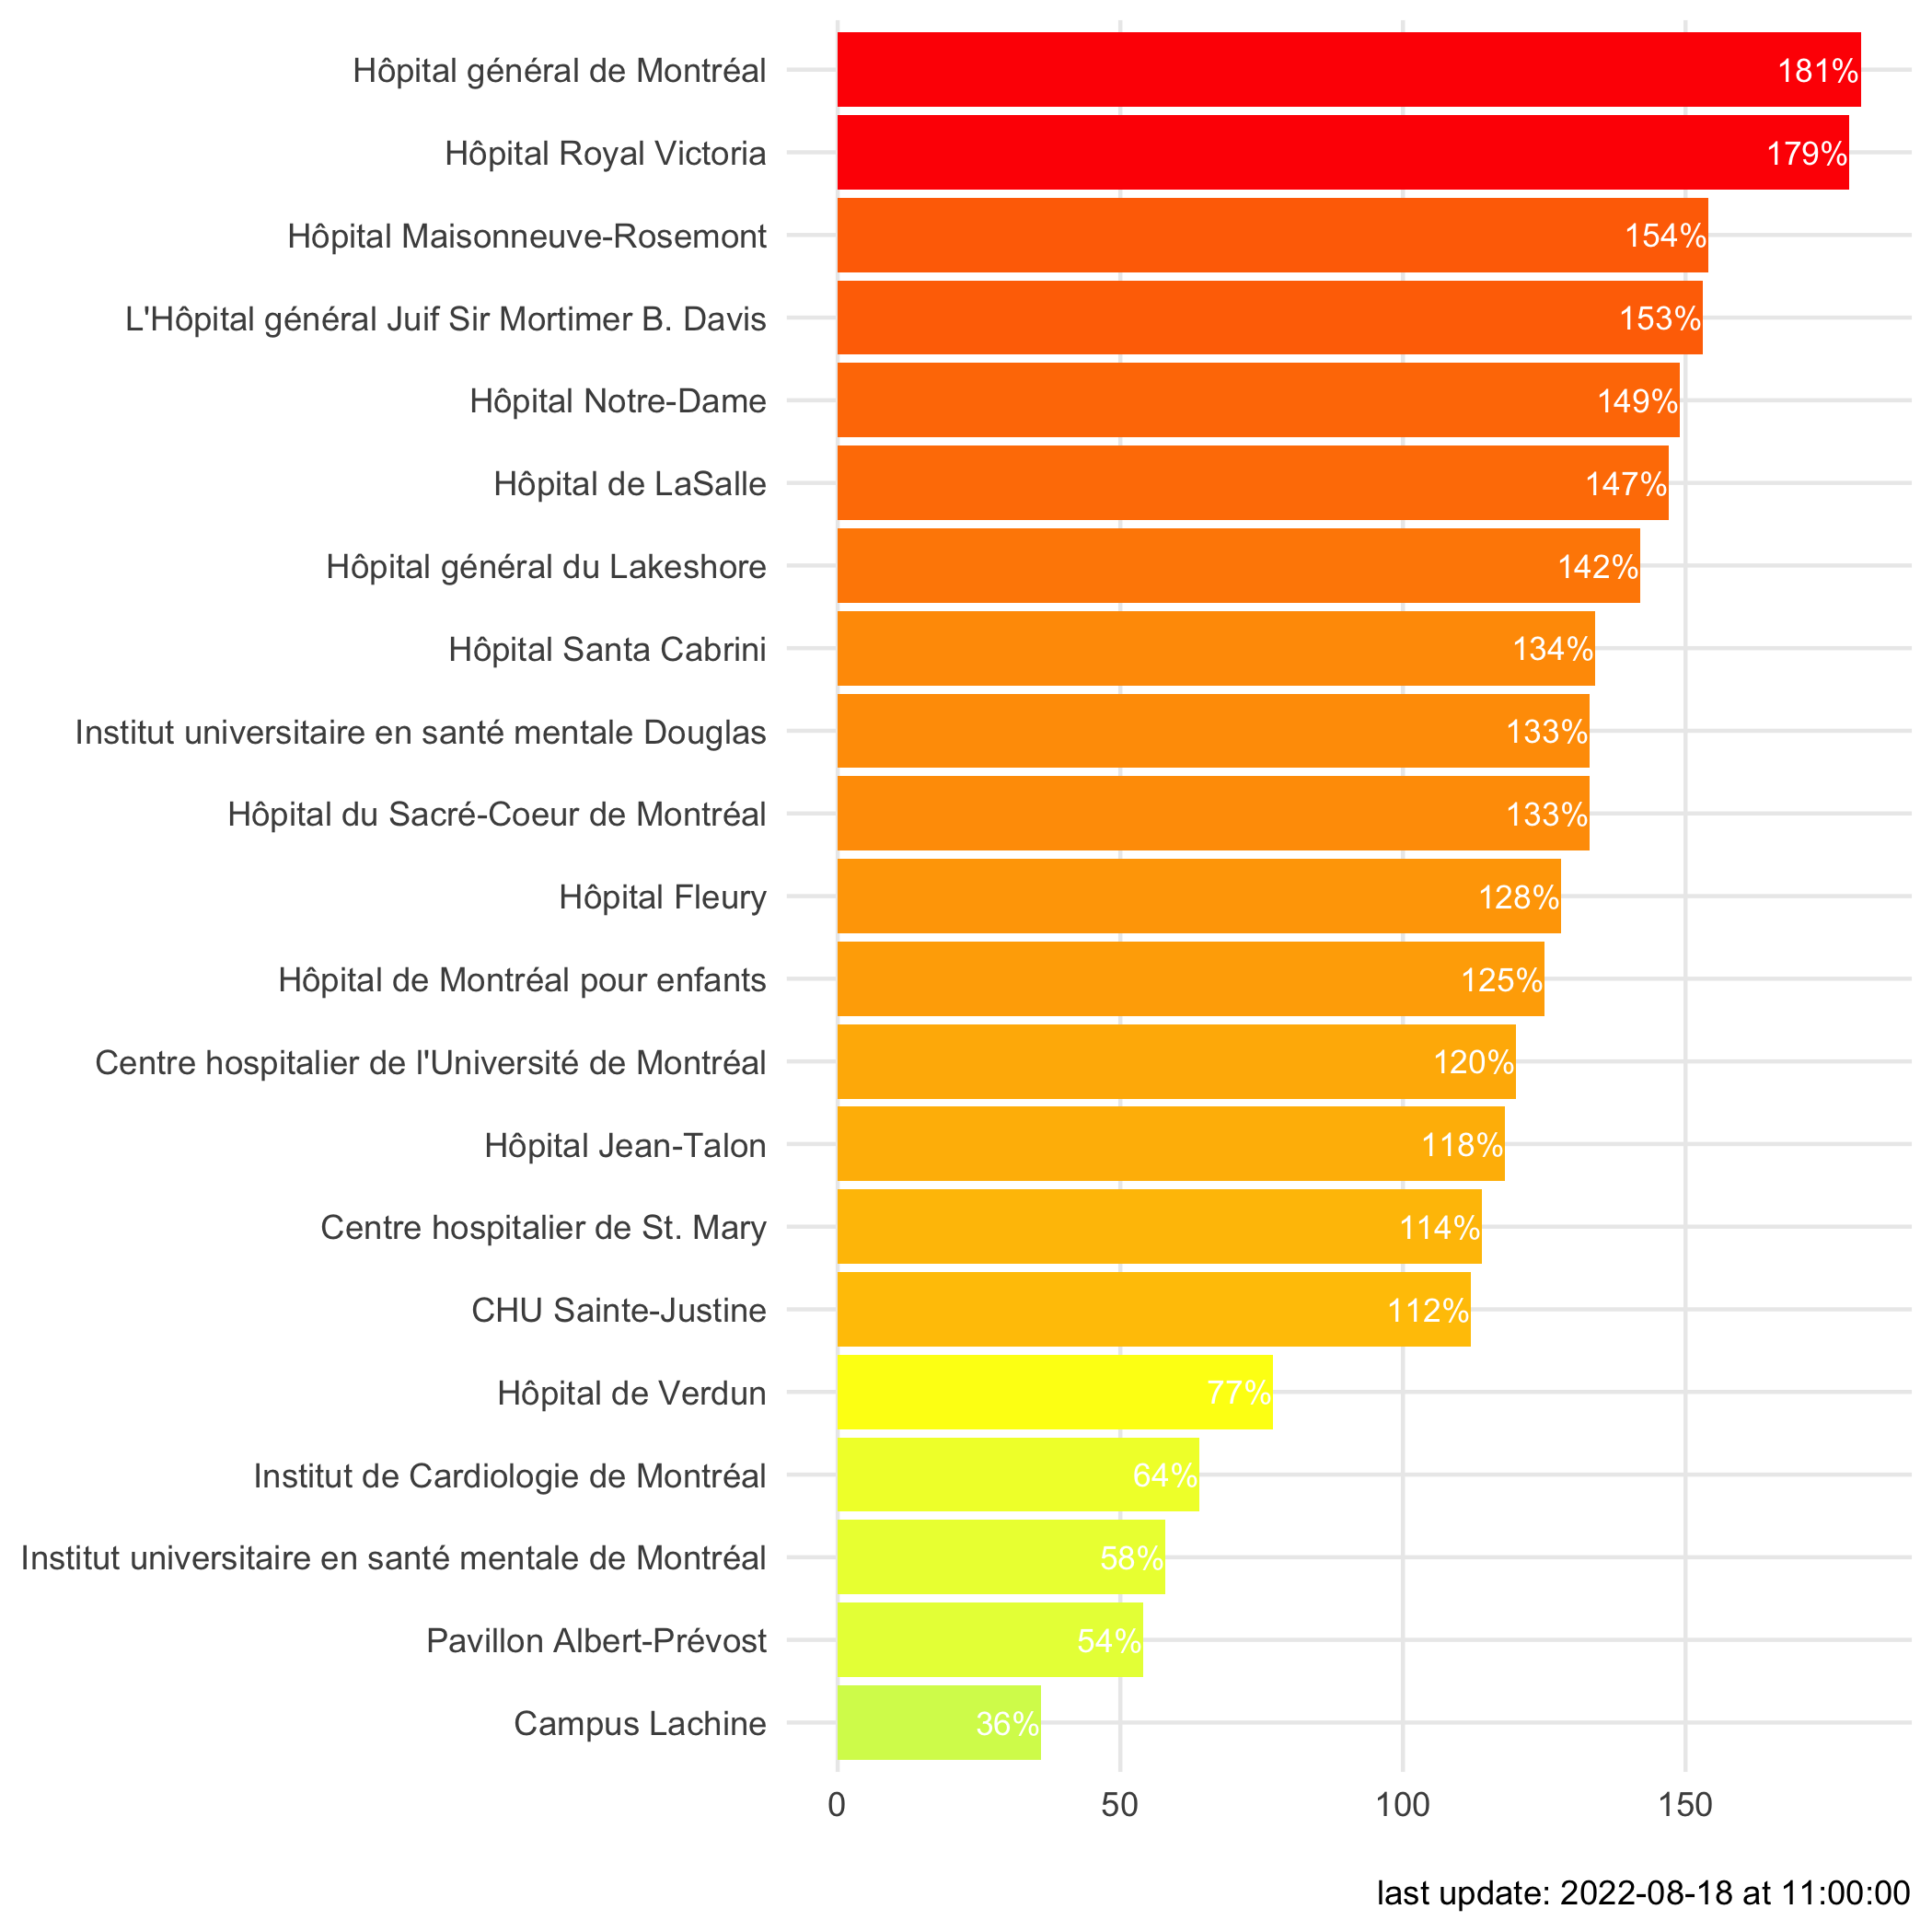 Hôpital général de Montréal 181%
Hôpital Royal Victoria 179%
Hôpital Maisonneuve-Rosemont 154%
L'Hôpital général Juif Sir Mortimer B. Davis 153%
Hôpital Notre-Dame 149%
Hôpital de LaSalle 147%
Hôpital général du Lakeshore 142%
Hôpital Santa Cabrini 134%
Institut universitaire en santé mentale Douglas 133%
Hôpital du Sacré-Coeur de Montréal 133%
Hôpital Fleury 128%
Hôpital de Montréal pour enfants 125%
Centre hospitalier de l'Université de Montréal 120%
Hôpital Jean-Talon 118%
Centre hospitalier de St. Mary 114%
CHU Sainte-Justine 112%
Hôpital de Verdun 77%
Institut de Cardiologie de Montréal 64%
Institut universitaire en santé mentale de Montréal 58%
Pavillon Albert-Prévost 54%
Campus Lachine 36%
0 50 100 150
last update: 2022-08-18 at 11:00:00